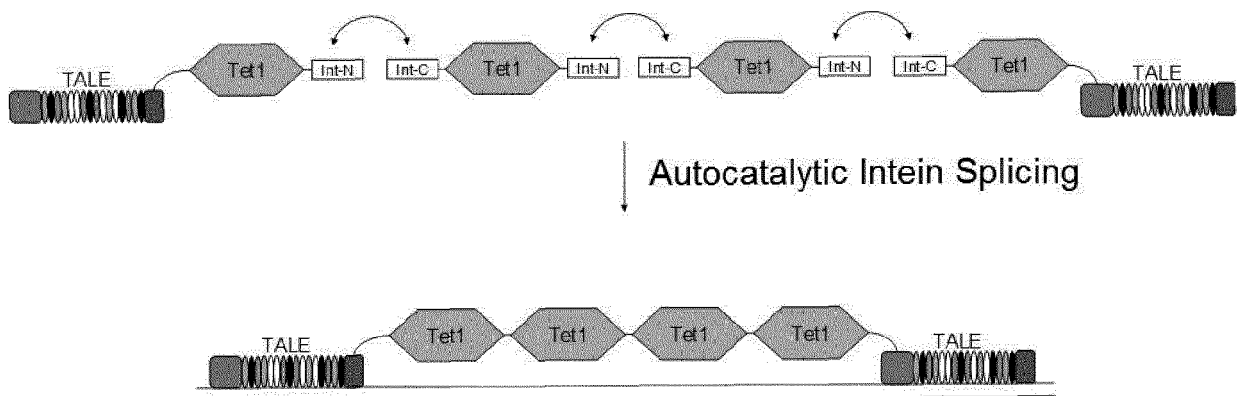 TALE Tet1 Int-N Int-C Tet1 Int-N Int-C Tet1 Int-N Int-C Tet1 TALE
Autocatalytic Intein Splicing
TALE Tet1 Tet1 Tet1 Tet1 TALE